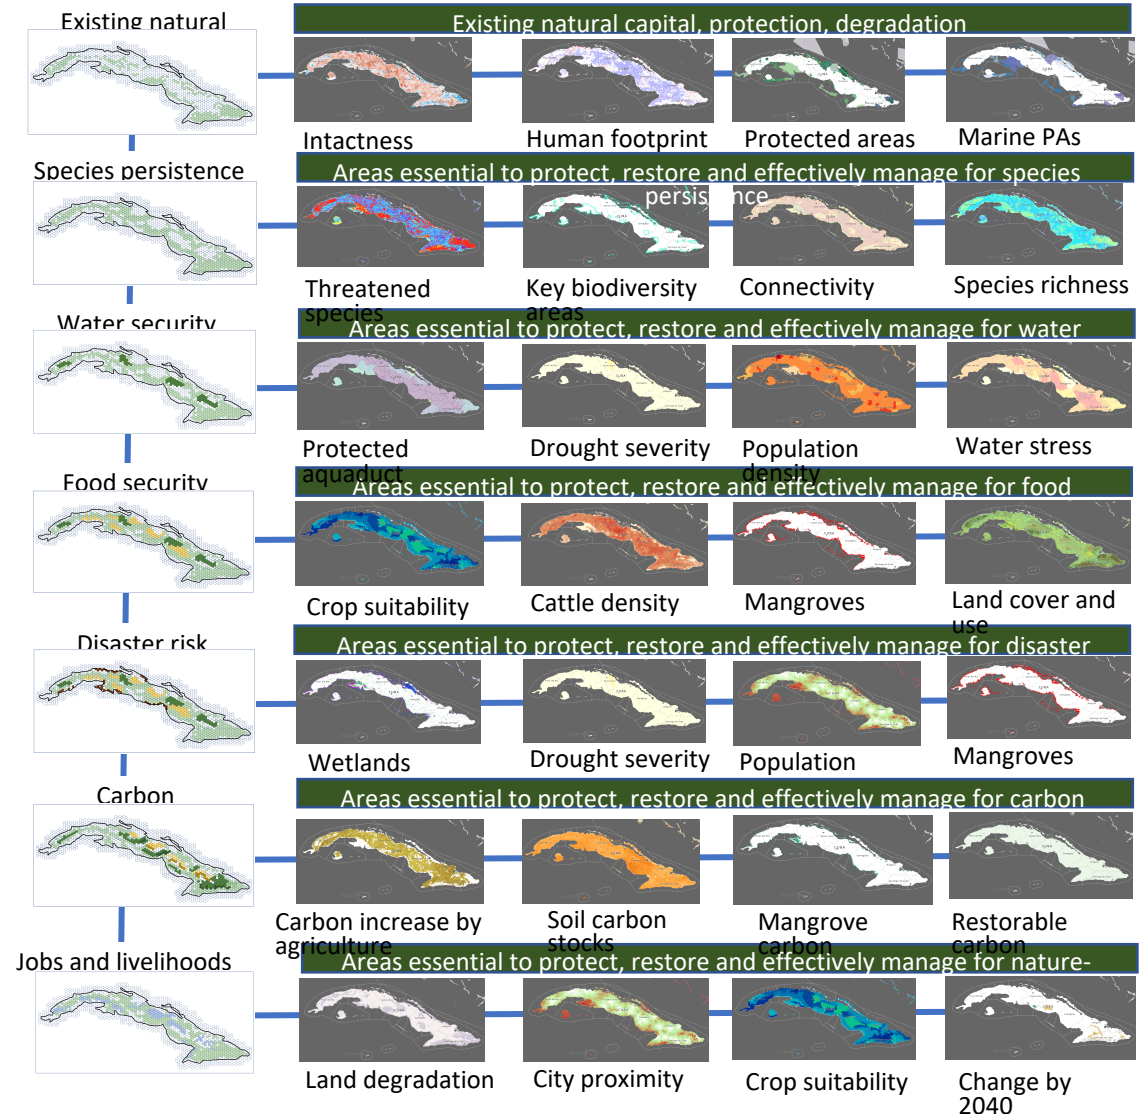 Existing natural
Existing natural capital, protection, degradation
Intactness
Human footprint
Protected areas
Marine PAs
Species persistence
Areas essential to protect, restore and effectively manage for species
persistence
Threatened
species
Key biodiversity
areas
Connectivity
Species richness
Water security
Areas essential to protect, restore and effectively manage for water
Protected
aquaduct
Drought severity
Population
density
Water stress
Food security
Areas essential to protect, restore and effectively manage for food
Crop suitability
Cattle density
Mangroves
Land cover and
use
Disaster risk
Areas essential to protect, restore and effectively manage for disaster
Wetlands
Drought severity
Population
Mangroves
Carbon
Areas essential to protect, restore and effectively manage for carbon
Carbon increase by
agriculture
Soil carbon
stocks
Mangrove
carbon
Restorable
carbon
Jobs and livelihoods
Areas essential to protect, restore and effectively manage for nature-
Land degradation
City proximity
Crop suitability
Change by
2040